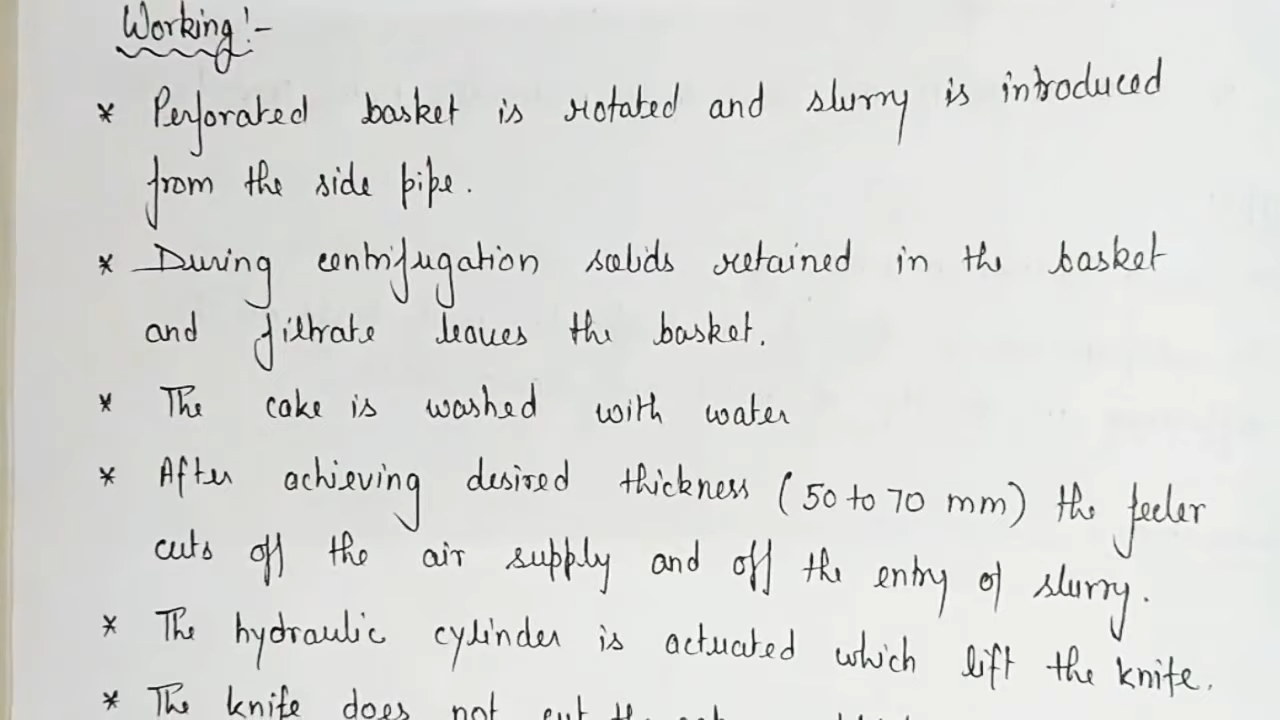 Working:-
* Perforated basket is rotated and slurry is introduced
from the side pipe.
* During centrifugation solids retained in the basket
and filtrate leaves the basket.
* The cake is washed with water
* After achieving desired thickness (50 to 70 mm) the feeler
cuts off the air supply and off the entry of slurry.
* The hydraulic cylinder is actuated which lift the knife.
* The knife does not cut the